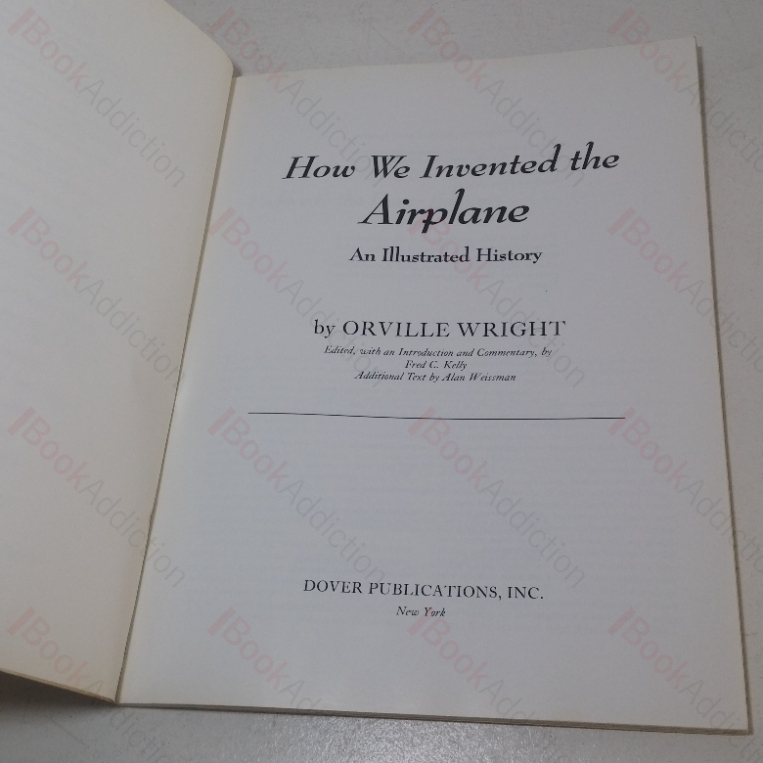 How We Invented the
Airplane
An Illustrated History
by ORVILLE WRIGHT
Edited, with an Introduction and Commentary, by
Fred C. Kelly
Additional Text by Alan Weissman
DOVER PUBLICATIONS, INC.
New York
BookAddiction